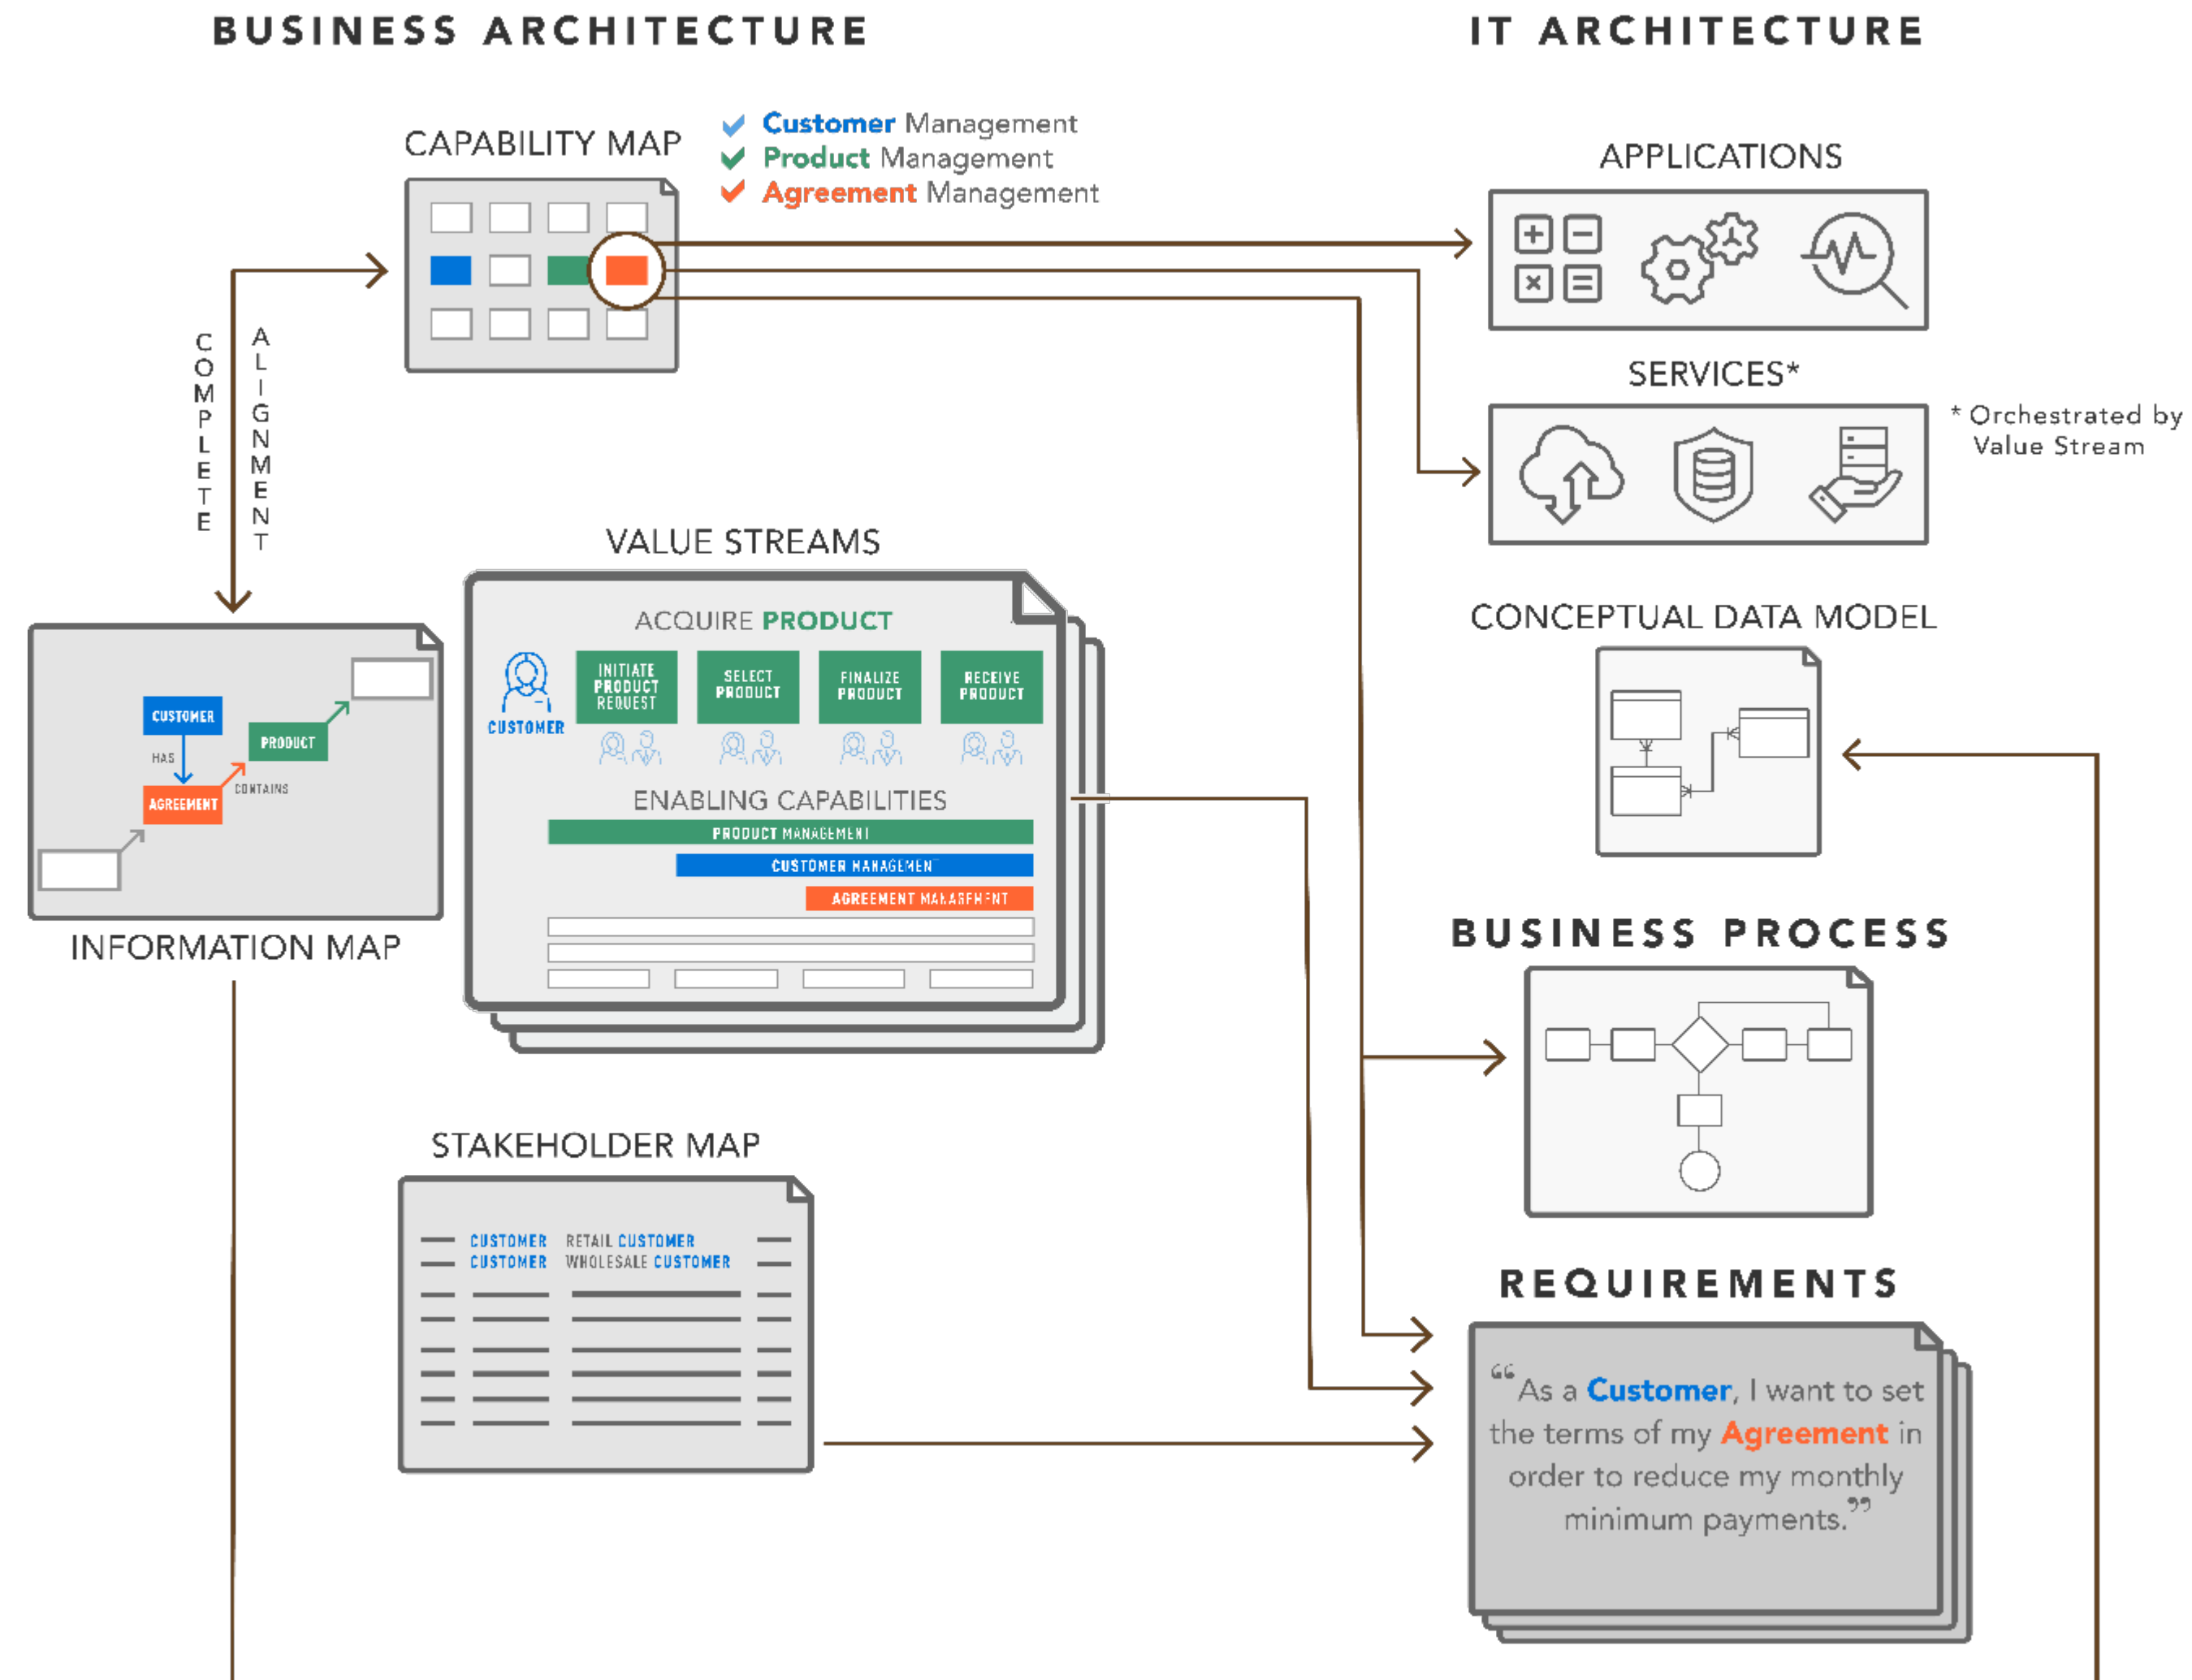 BUSINESS ARCHITECTURE
IT ARCHITECTURE
CAPABILITY MAP
Customer Management
Product Management
Agreement Management
COMPLETE
ALIGNMENT
APPLICATIONS
SERVICES*
* Orchestrated by
Value Stream
VALUE STREAMS
ACQUIRE PRODUCT
CUSTOMER
INITIATE
PRODUCT
REQUEST
SELECT
PRODUCT
FINALIZE
PRODUCT
RECEIVE
PRODUCT
ENABLING CAPABILITIES
PRODUCT MANAGEMENT
CUSTOMER MANAGEMENT
AGREEMENT MANAGEMENT
CUSTOMER
HAS
PRODUCT
AGREEMENT
CONTAINS
INFORMATION MAP
CONCEPTUAL DATA MODEL
BUSINESS PROCESS
STAKEHOLDER MAP
CUSTOMER RETAIL CUSTOMER
CUSTOMER WHOLESALE CUSTOMER
REQUIREMENTS
“As a Customer, I want to set
the terms of my Agreement in
order to reduce my monthly
minimum payments.”